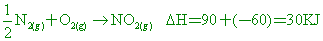 1/2 N₂₍g₎+O₂₍g₎ → NO₂₍g₎ ΔH=90+(−60)=30KJ